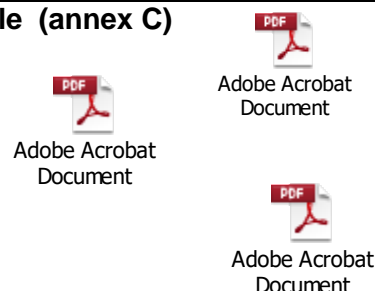 le (annex C)
PDF
Adobe Acrobat
Document
PDF
Adobe Acrobat
Document
PDF
Adobe Acrobat
Document